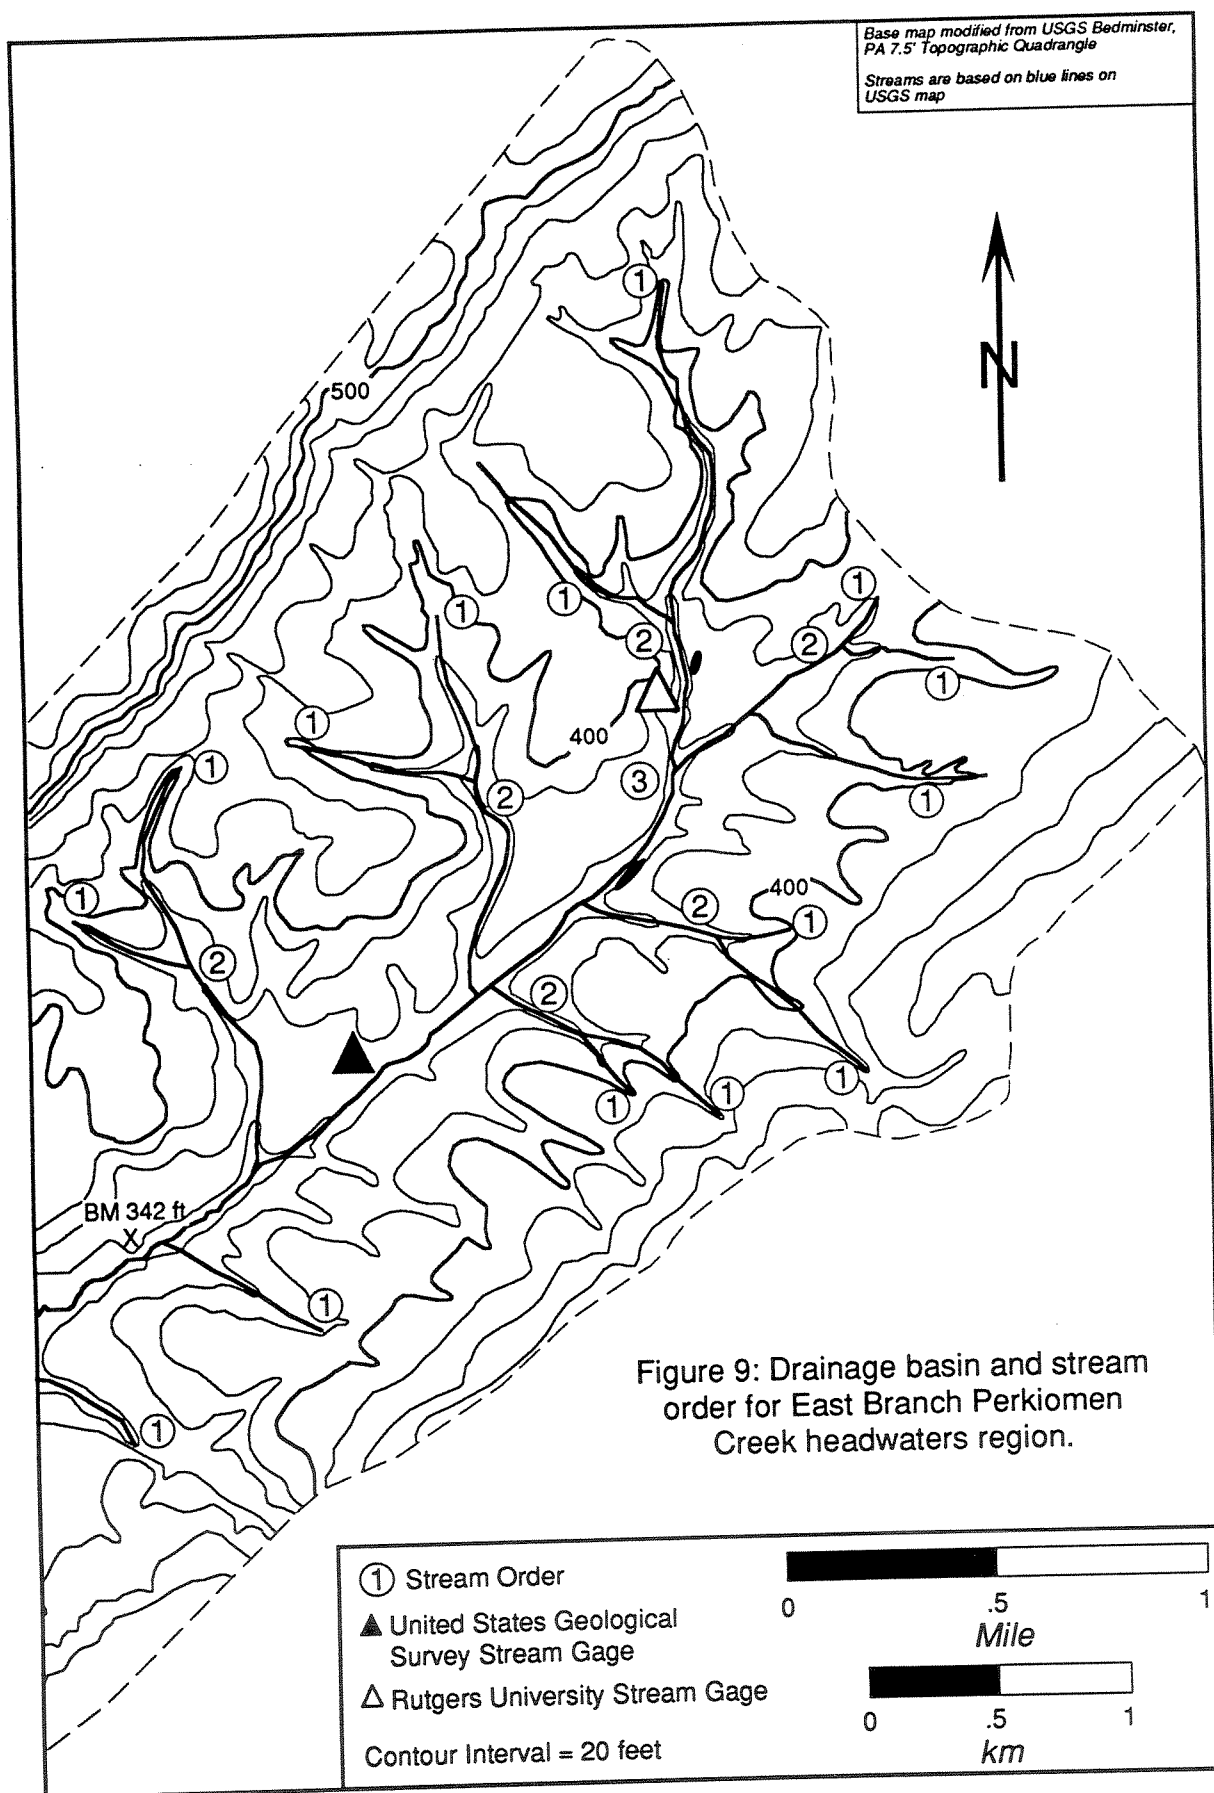 Base map modified from USGS Bedminster,
PA 7.5' Topographic Quadrangle
Streams are based on blue lines on
USGS map
N
1
500
1
1
1
2
2
1
1
400
1
3
2
1
1
2
400
1
1
2
2
1
1
1
BM 342 ft
X
1
1
Figure 9: Drainage basin and stream
order for East Branch Perkiomen
Creek headwaters region.
1 Stream Order
United States Geological
Survey Stream Gage
Rutgers University Stream Gage
Contour Interval = 20 feet
0 .5 1
Mile
0 .5 1
km